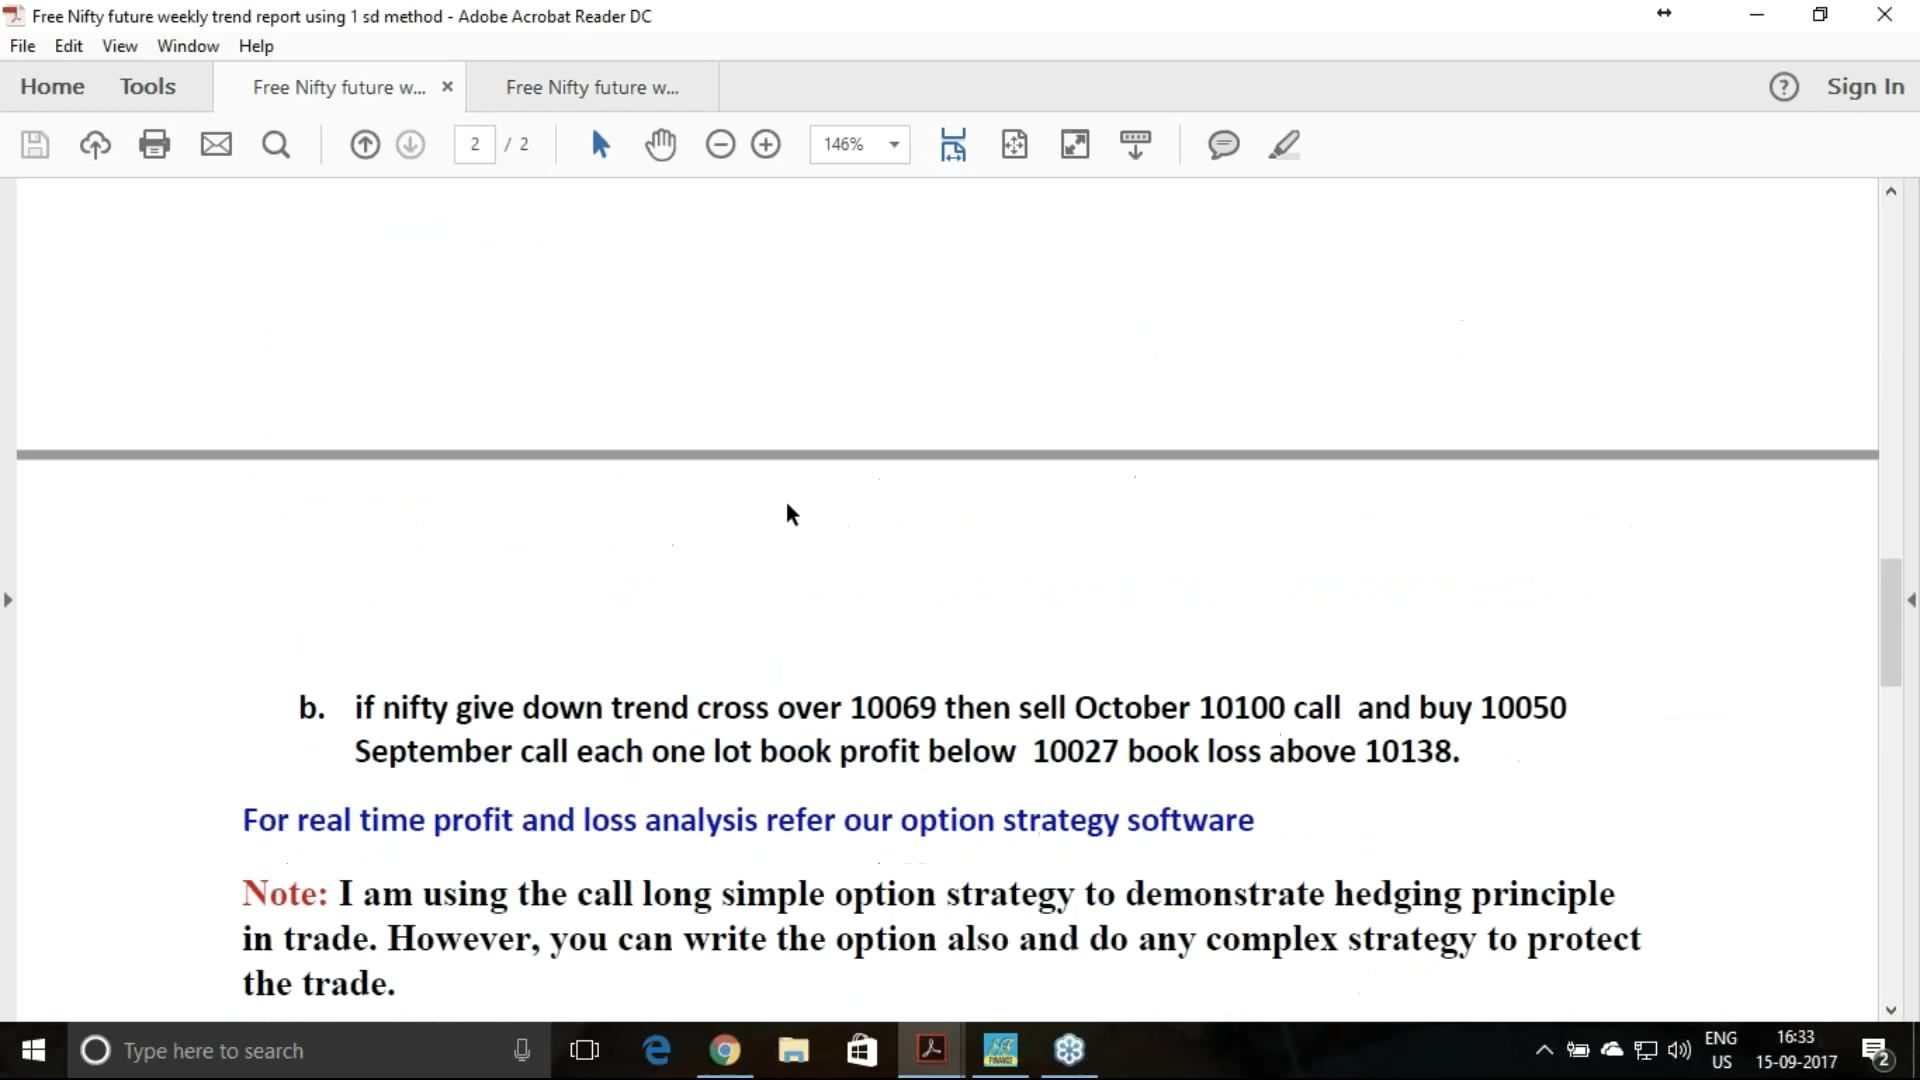 Free Nifty future weekly trend report using 1 sd method - Adobe Acrobat Reader DC
File Edit View Window Help
Home Tools Free Nifty future w... × Free Nifty future w... ? Sign In
2 / 2 146%
b. if nifty give down trend cross over 10069 then sell October 10100 call and buy 10050
September call each one lot book profit below 10027 book loss above 10138.
For real time profit and loss analysis refer our option strategy software
Note: I am using the call long simple option strategy to demonstrate hedging principle
in trade. However, you can write the option also and do any complex strategy to protect
the trade.
Type here to search
FINANCE
ENG
US
16:33
15-09-2017
2